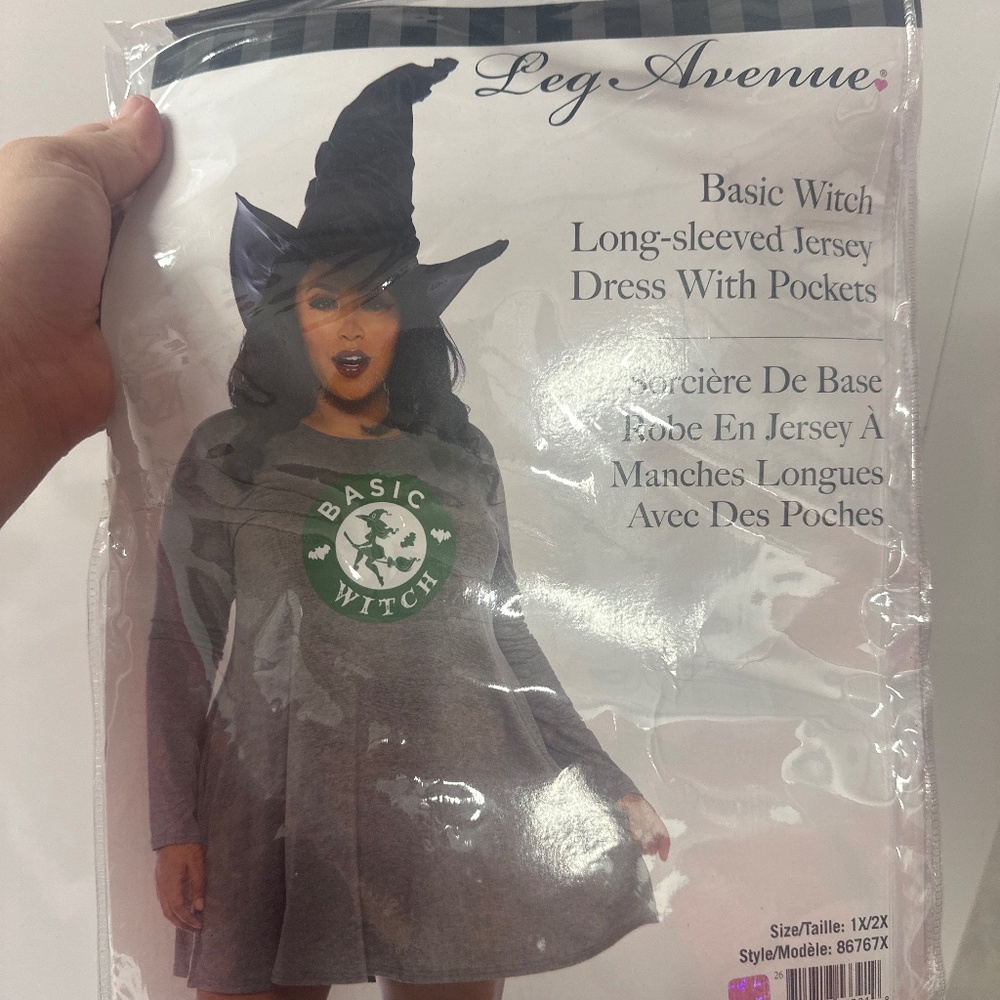 Leg Avenue®
Basic Witch
Long-sleeved Jersey
Dress With Pockets
Sorcière De Base
Robe En Jersey À
Manches Longues
Avec Des Poches
BASIC
WITCH
Size/Taille: 1X/2X
Style/Modèle: 86767X
26